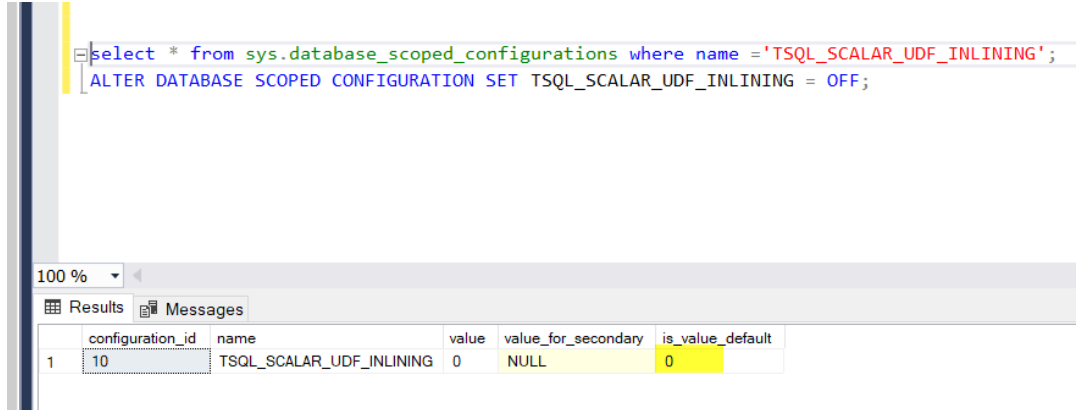 select * from sys.database_scoped_configurations where name ='TSQL_SCALAR_UDF_INLINING';
ALTER DATABASE SCOPED CONFIGURATION SET TSQL_SCALAR_UDF_INLINING = OFF;
100 %
Results Messages
configuration_id name value value_for_secondary is_value_default
1 10 TSQL_SCALAR_UDF_INLINING 0 NULL 0